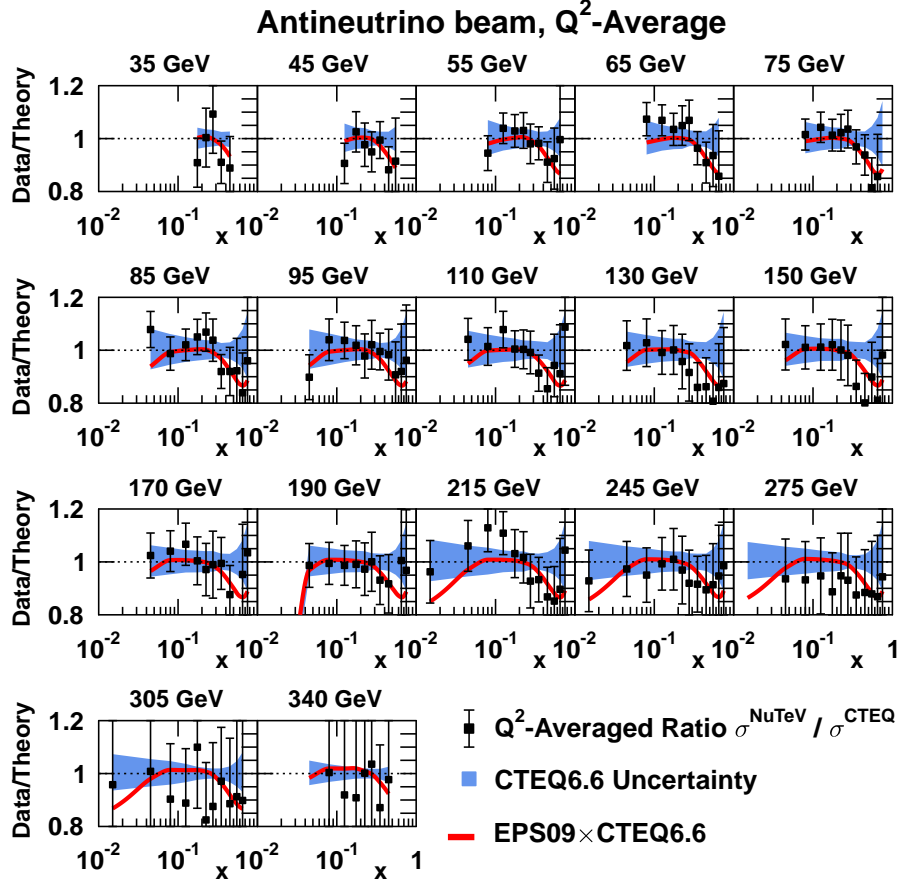 Antineutrino beam, Q²-Average
35 GeV 45 GeV 55 GeV 65 GeV 75 GeV
Data/Theory
1.2
1
0.8
10⁻² 10⁻¹ 10⁻² 10⁻¹ 10⁻² 10⁻¹ 10⁻² 10⁻¹ 10⁻² 10⁻¹ 1
x x x x x
85 GeV 95 GeV 110 GeV 130 GeV 150 GeV
Data/Theory
1.2
1
0.8
10⁻² 10⁻¹ 10⁻² 10⁻¹ 10⁻² 10⁻¹ 10⁻² 10⁻¹ 10⁻² 10⁻¹ 1
x x x x x
170 GeV 190 GeV 215 GeV 245 GeV 275 GeV
Data/Theory
1.2
1
0.8
10⁻² 10⁻¹ 10⁻² 10⁻¹ 10⁻² 10⁻¹ 10⁻² 10⁻¹ 10⁻² 10⁻¹ 1
x x x x x
305 GeV 340 GeV
Data/Theory
1.2
1
0.8
10⁻² 10⁻¹ 10⁻² 10⁻¹ 1
x x
Q²-Averaged Ratio σ^NuTeV / σ^CTEQ
CTEQ6.6 Uncertainty
EPS09×CTEQ6.6